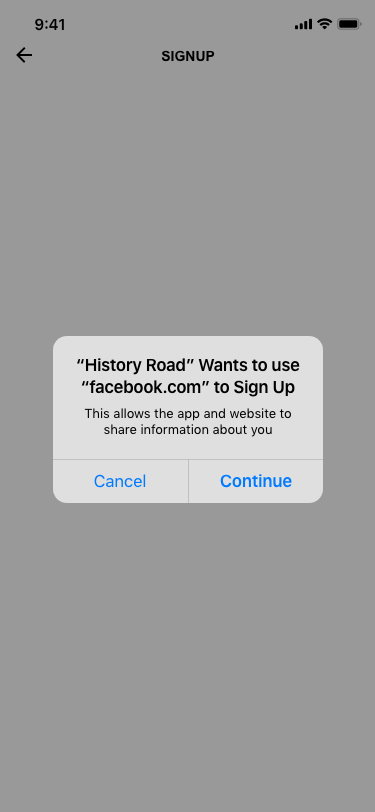 9:41
SIGNUP
“History Road” Wants to use
“facebook.com” to Sign Up
This allows the app and website to
share information about you
Cancel
Continue